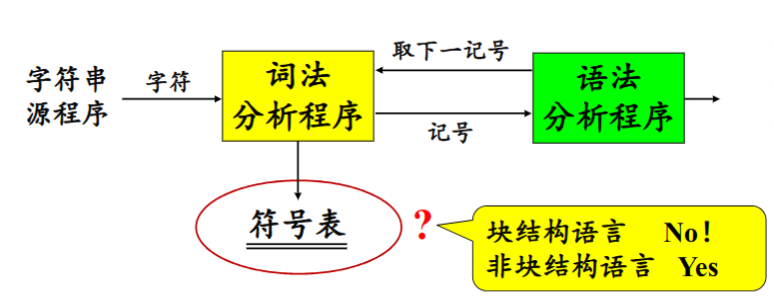 字符串
源程序
字符
词法
分析程序
取下一记号
记号
语法
分析程序
符号表
?
块结构语言 No!
非块结构语言 Yes